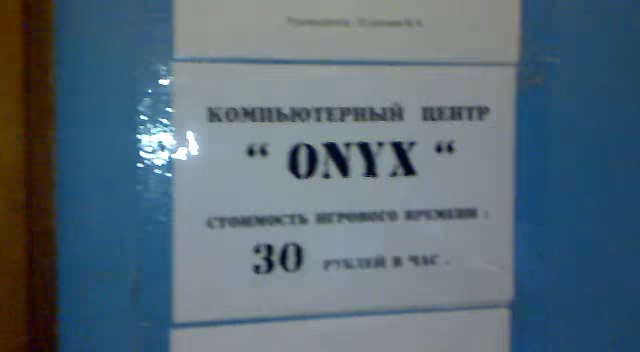 КОМПЬЮТЕРНЫЙ ЦЕНТР
“ ONYX “
СТОИМОСТЬ ИГРОВОГО ВРЕМЕНИ :
30 РУБЛЕЙ В ЧАС .